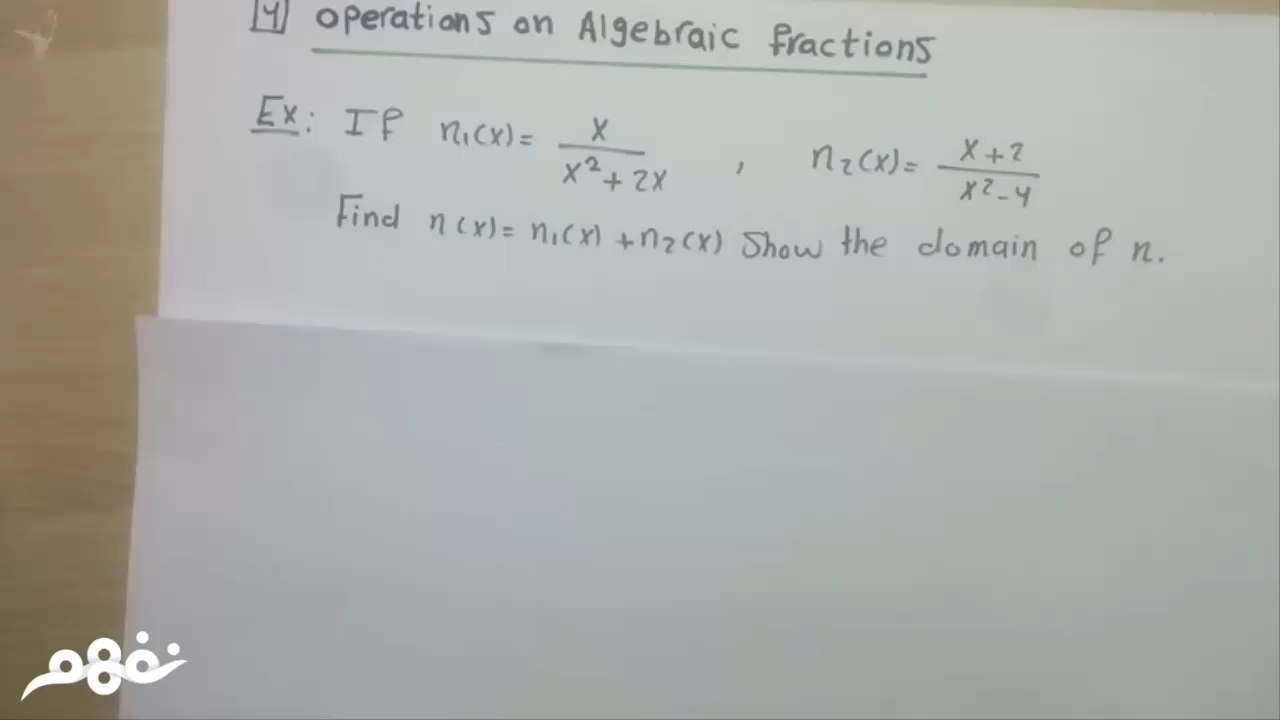 4 operations on Algebraic fractions
Ex: If n₁(x) = x / x² + 2x , n₂(x) = x + 2 / x² - 4
Find n(x) = n₁(x) + n₂(x) Show the domain of n.
نفهم